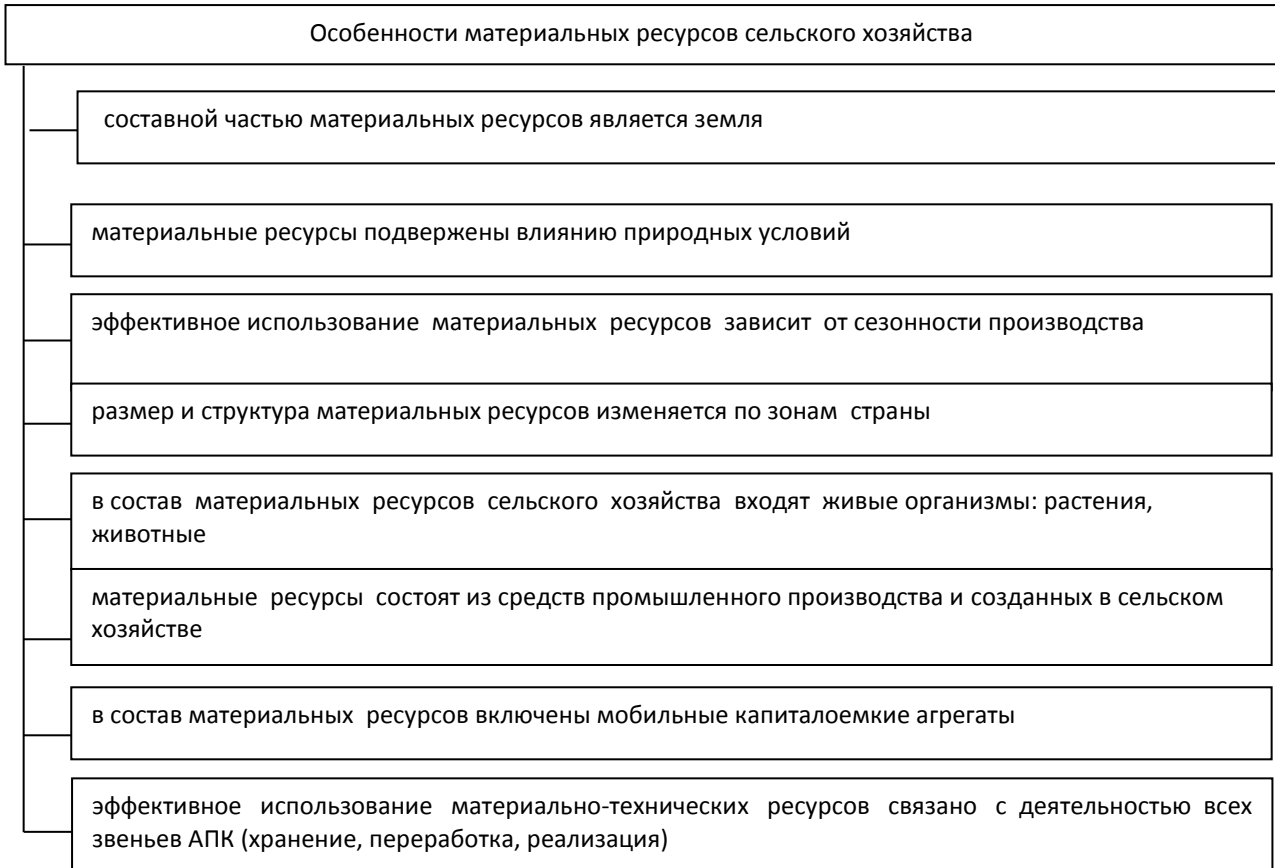 Особенности материальных ресурсов сельского хозяйства
составной частью материальных ресурсов является земля
материальные ресурсы подвержены влиянию природных условий
эффективное использование материальных ресурсов зависит от сезонности производства
размер и структура материальных ресурсов изменяется по зонам страны
в состав материальных ресурсов сельского хозяйства входят живые организмы: растения,
животные
материальные ресурсы состоят из средств промышленного производства и созданных в сельском
хозяйстве
в состав материальных ресурсов включены мобильные капиталоемкие агрегаты
эффективное использование материально-технических ресурсов связано с деятельностью всех
звеньев АПК (хранение, переработка, реализация)